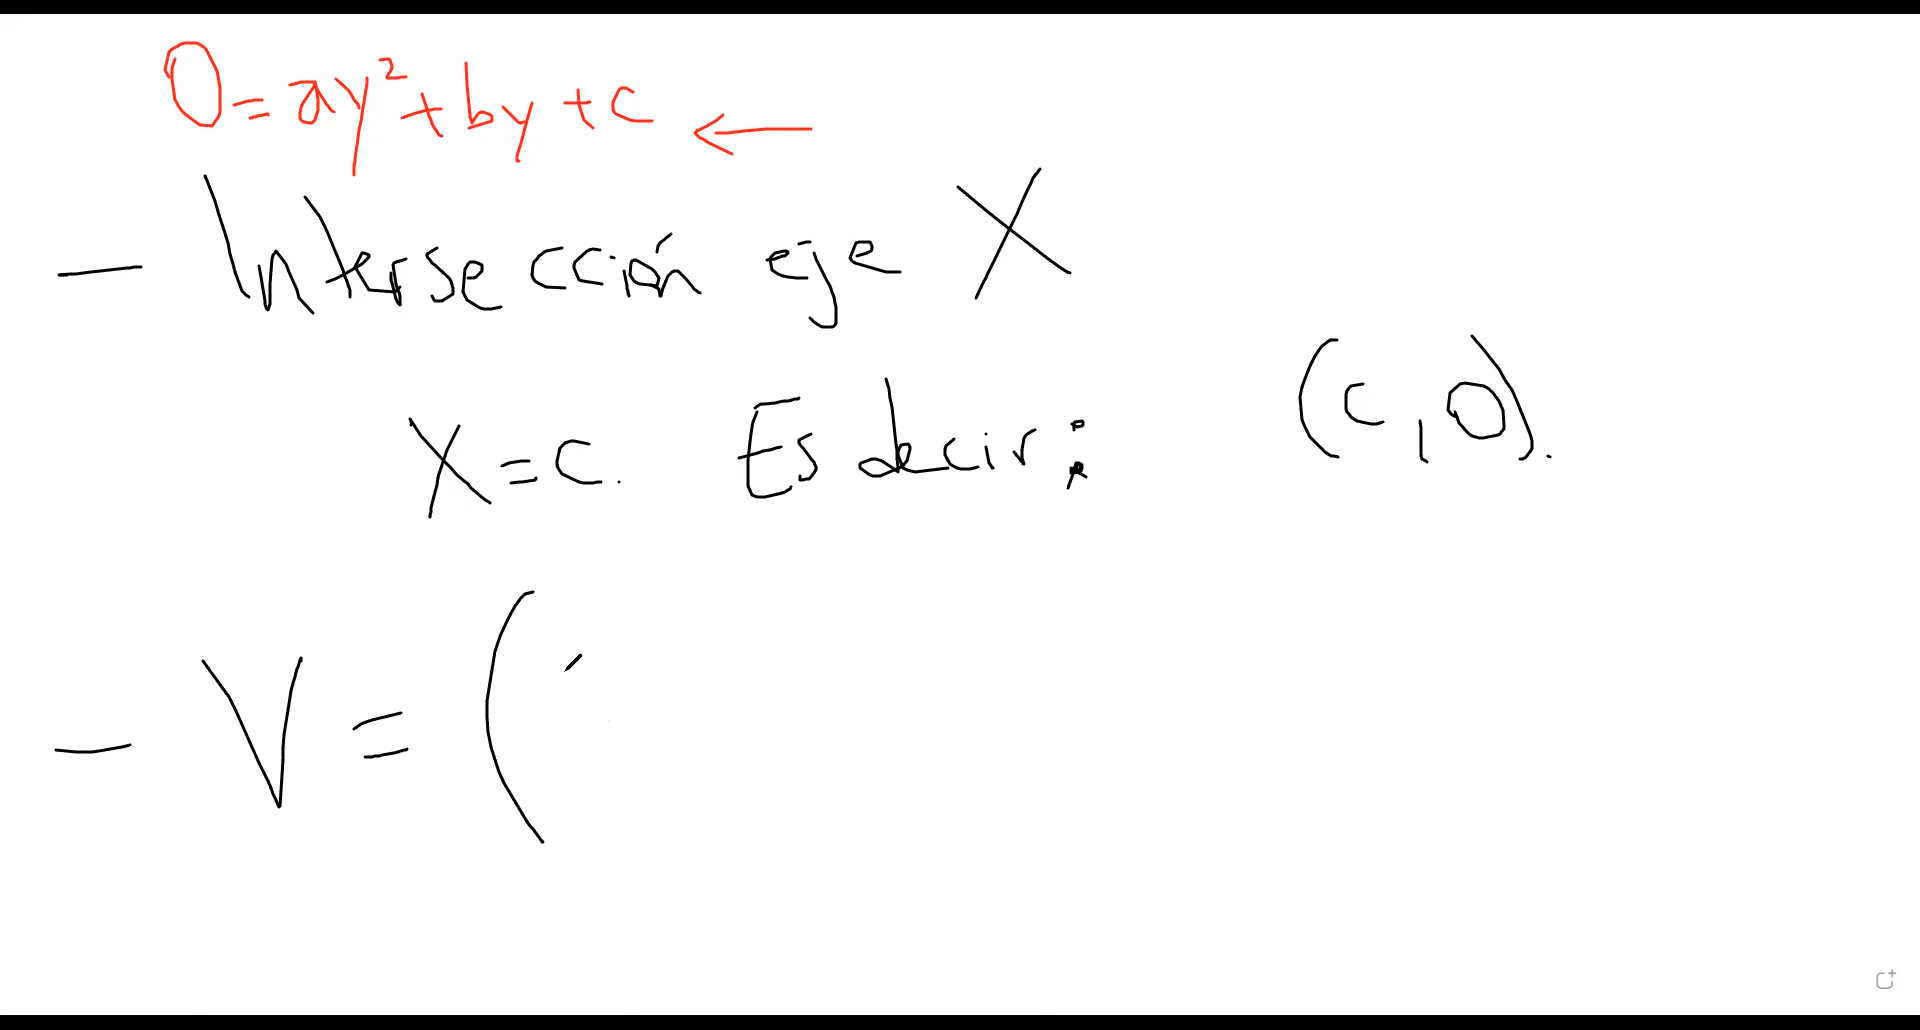 0 = ay² + by + c ←
— Intersección eje X
X = c. Es decir: (c, 0).
— V = (